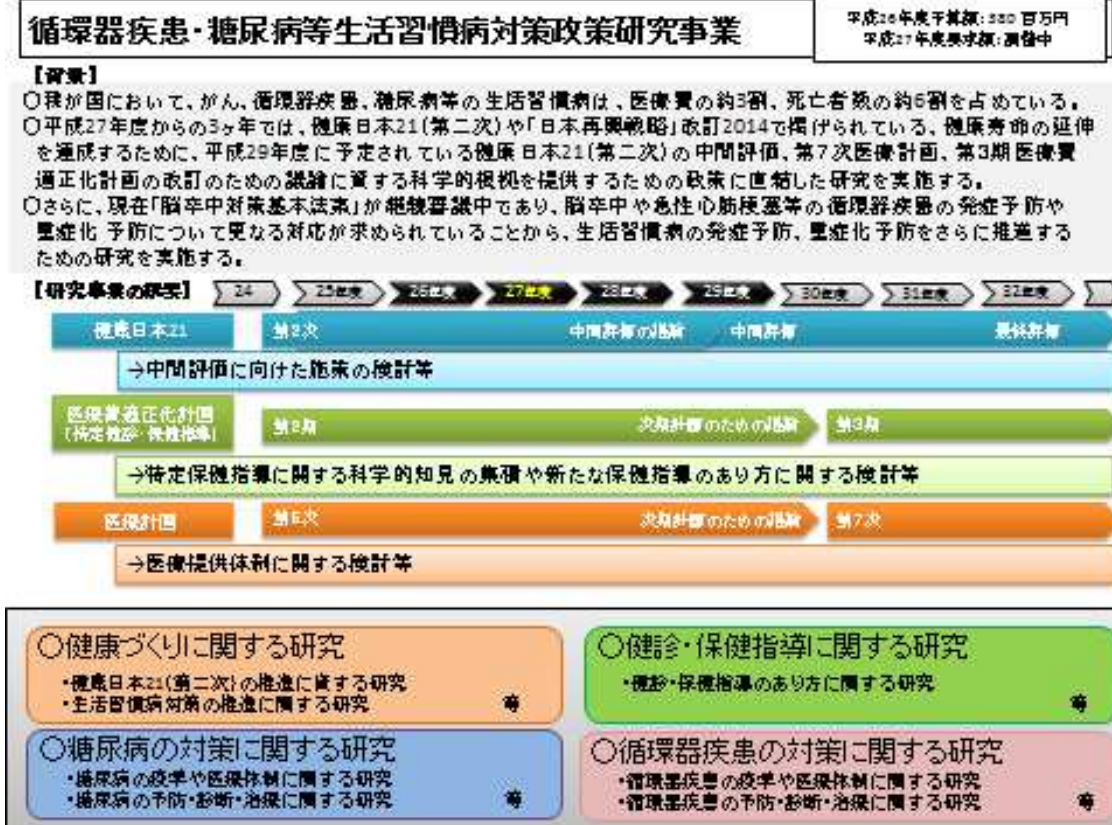 循環器疾患・糖尿病等生活習慣病対策政策研究事業
平成26年度予算額：380百万円
平成27年度要求額：調整中
【背景】
○我が国において、がん、循環器疾患、糖尿病等の生活習慣病は、医療費の約3割、死亡者数の約6割を占めている。
○平成27年度からの3ヶ年では、健康日本21(第二次)や「日本再興戦略」改訂2014で掲げられている、健康寿命の延伸
を達成するために、平成29年度に予定されている健康日本21(第二次)の中間評価、第7次医療計画、第3期医療費
適正化計画の改訂のための議論に資する科学的根拠を提供するための政策に直結した研究を実施する。
○さらに、現在「脳卒中対策基本法案」が継続審議中であり、脳卒中や急性心筋梗塞等の循環器疾患の発症予防や
重症化 予防について更なる対応が求められていることから、生活習慣病の発症予防、重症化予防をさらに推進する
ための研究を実施する。
【研究事業の概要】 24 25年度 26年度 27年度 28年度 29年度 30年度 31年度 32年度
健康日本21 第2次 中間評価の議論 中間評価 最終評価
→中間評価に向けた施策の検討等
医療費適正化計画
(特定健診・保健指導) 第2期 次期計画のための議論 第3期
→特定保健指導に関する科学的知見の集積や新たな保健指導のあり方に関する検討等
医療計画 第6次 次期計画のための議論 第7次
→医療提供体制に関する検討等
○健康づくりに関する研究
・健康日本21(第二次)の推進に資する研究
・生活習慣病対策の推進に関する研究 等
○健診・保健指導に関する研究
・健診・保健指導のあり方に関する研究
等
○糖尿病の対策に関する研究
・糖尿病の疫学や医療体制に関する研究
・糖尿病の予防・診断・治療に関する研究 等
○循環器疾患の対策に関する研究
・循環器疾患の疫学や医療体制に関する研究
・循環器疾患の予防・診断・治療に関する研究 等